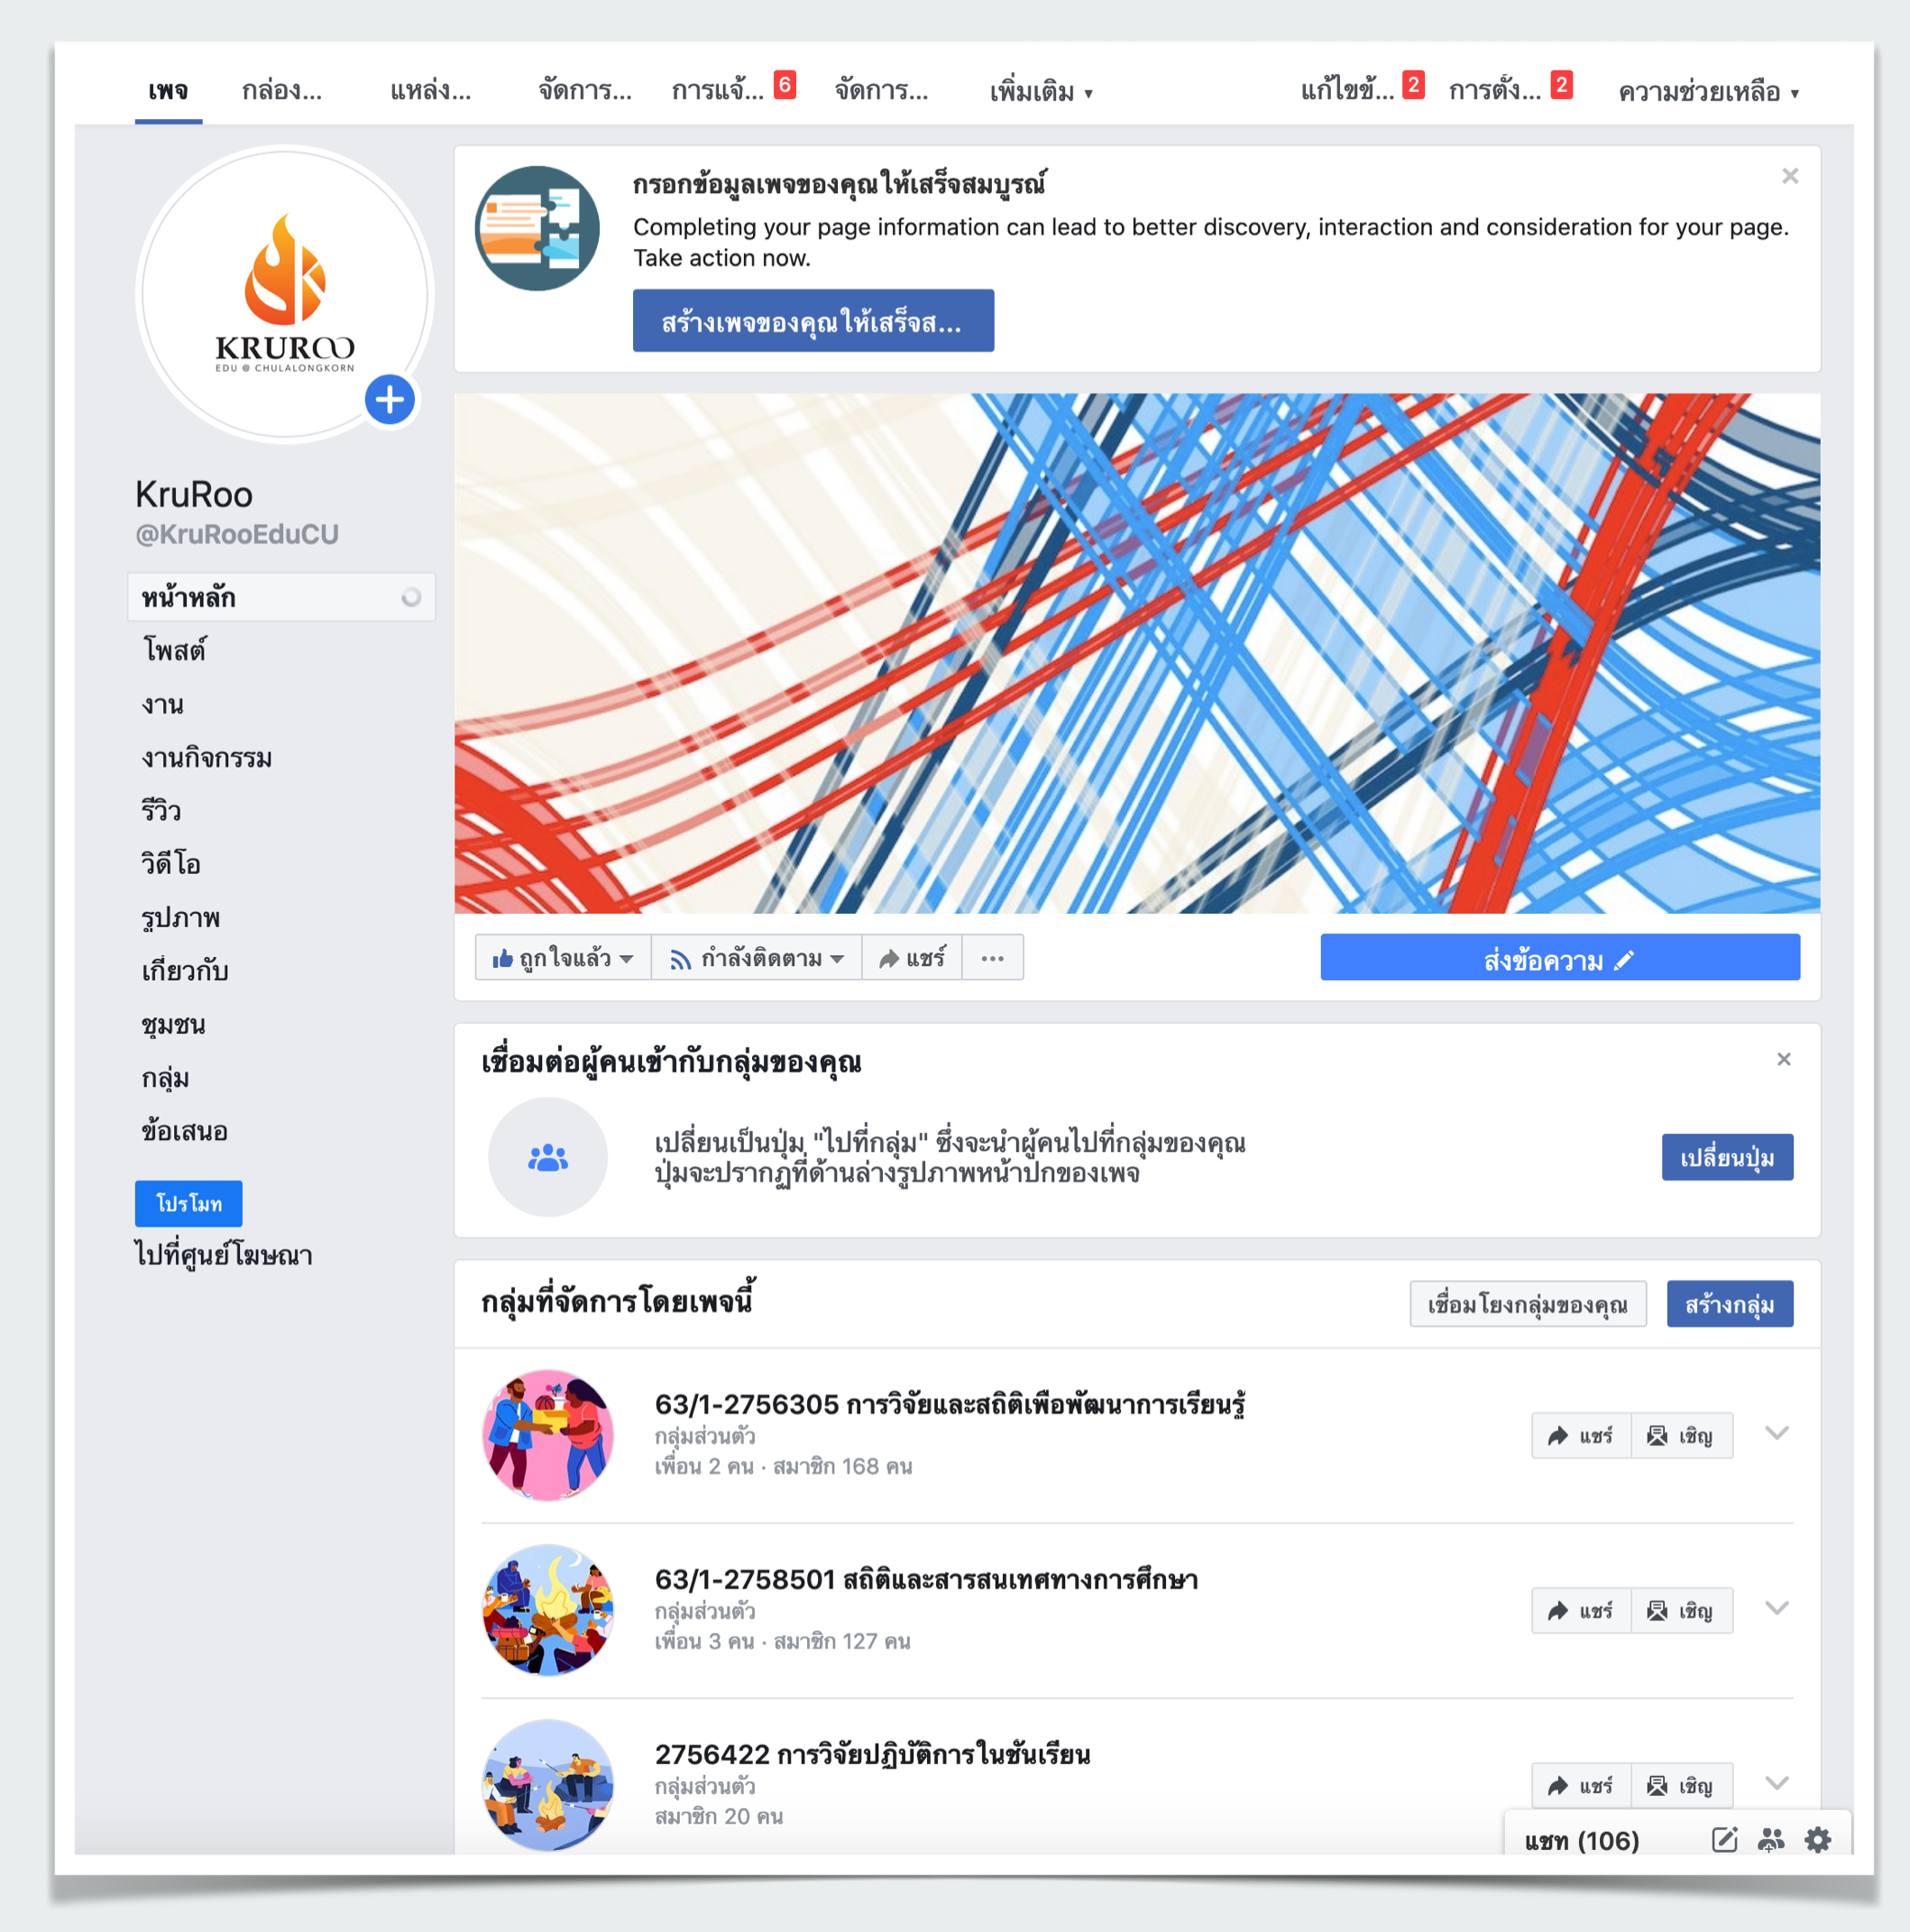 เพจ
กล่อง...
แหล่ง...
จัดการ...
การแจ้... 6
จัดการ...
เพิ่มเติม
แก้ไขข้... 2
การตั้ง... 2
ความช่วยเหลือ
KRUROO
EDU @ CHULALONGKORN
KruRoo
@KruRooEduCU
หน้าหลัก
โพสต์
งาน
งานกิจกรรม
รีวิว
วิดีโอ
รูปภาพ
เกี่ยวกับ
ชุมชน
กลุ่ม
ข้อเสนอ
โปรโมท
ไปที่ศูนย์โฆษณา
กรอกข้อมูลเพจของคุณให้เสร็จสมบูรณ์
Completing your page information can lead to better discovery, interaction and consideration for your page.
Take action now.
สร้างเพจของคุณให้เสร็จส...
ถูกใจแล้ว
กำลังติดตาม
แชร์
...
ส่งข้อความ
เชื่อมต่อผู้คนเข้ากับกลุ่มของคุณ
เปลี่ยนเป็นปุ่ม "ไปที่กลุ่ม" ซึ่งจะนำผู้คนไปที่กลุ่มของคุณ
ปุ่มจะปรากฏที่ด้านล่างรูปภาพหน้าปกของเพจ
เปลี่ยนปุ่ม
กลุ่มที่จัดการโดยเพจนี้
เชื่อมโยงกลุ่มของคุณ
สร้างกลุ่ม
63/1-2756305 การวิจัยและสถิติเพื่อพัฒนาการเรียนรู้
กลุ่มส่วนตัว
เพื่อน 2 คน · สมาชิก 168 คน
แชร์
เชิญ
63/1-2758501 สถิติและสารสนเทศทางการศึกษา
กลุ่มส่วนตัว
เพื่อน 3 คน · สมาชิก 127 คน
แชร์
เชิญ
2756422 การวิจัยปฏิบัติการในชั้นเรียน
กลุ่มส่วนตัว
สมาชิก 20 คน
แชร์
เชิญ
แชท (106)